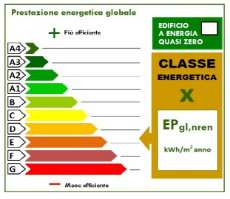 Prestazione energetica globale
+ Più efficiente
A4
A3
A2
A1
B
C
D
E
F
G
— Meno efficiente
EDIFICIO
A ENERGIA
QUASI ZERO
CLASSE
ENERGETICA
X
EPgl,nren
kWh/m² anno